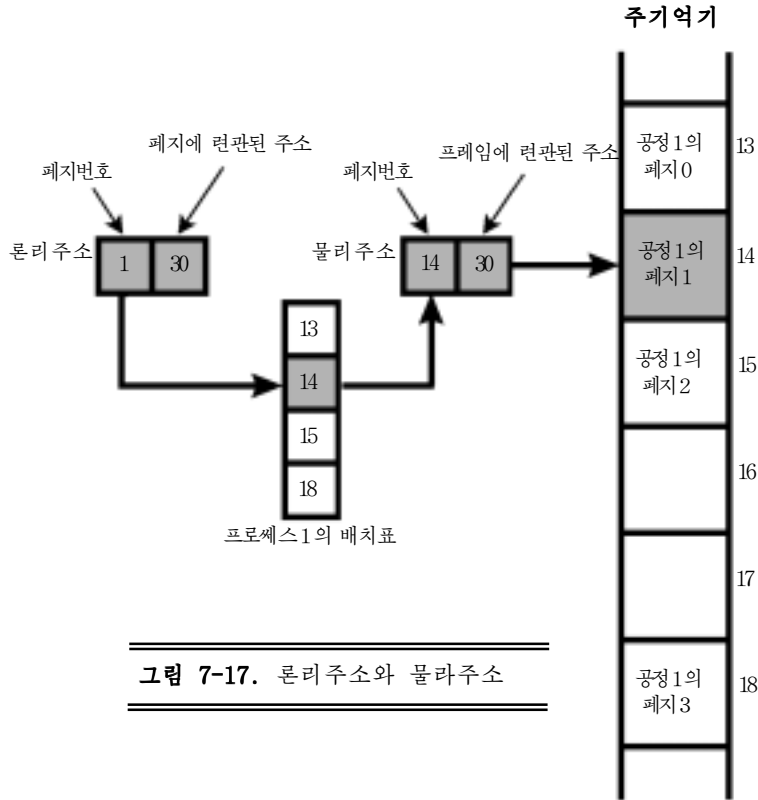 주기억기
페지에 련관된 주소
페지번호
프레임에 련관된 주소
페지번호
론리주소
1
30
물리주소
14
30
13
14
15
18
프로쎄스1의 배치표
공정1의
페지0
13
공정1의
페지1
14
공정1의
페지2
15
16
17
공정1의
페지3
18
그림 7-17. 론리주소와 물라주소